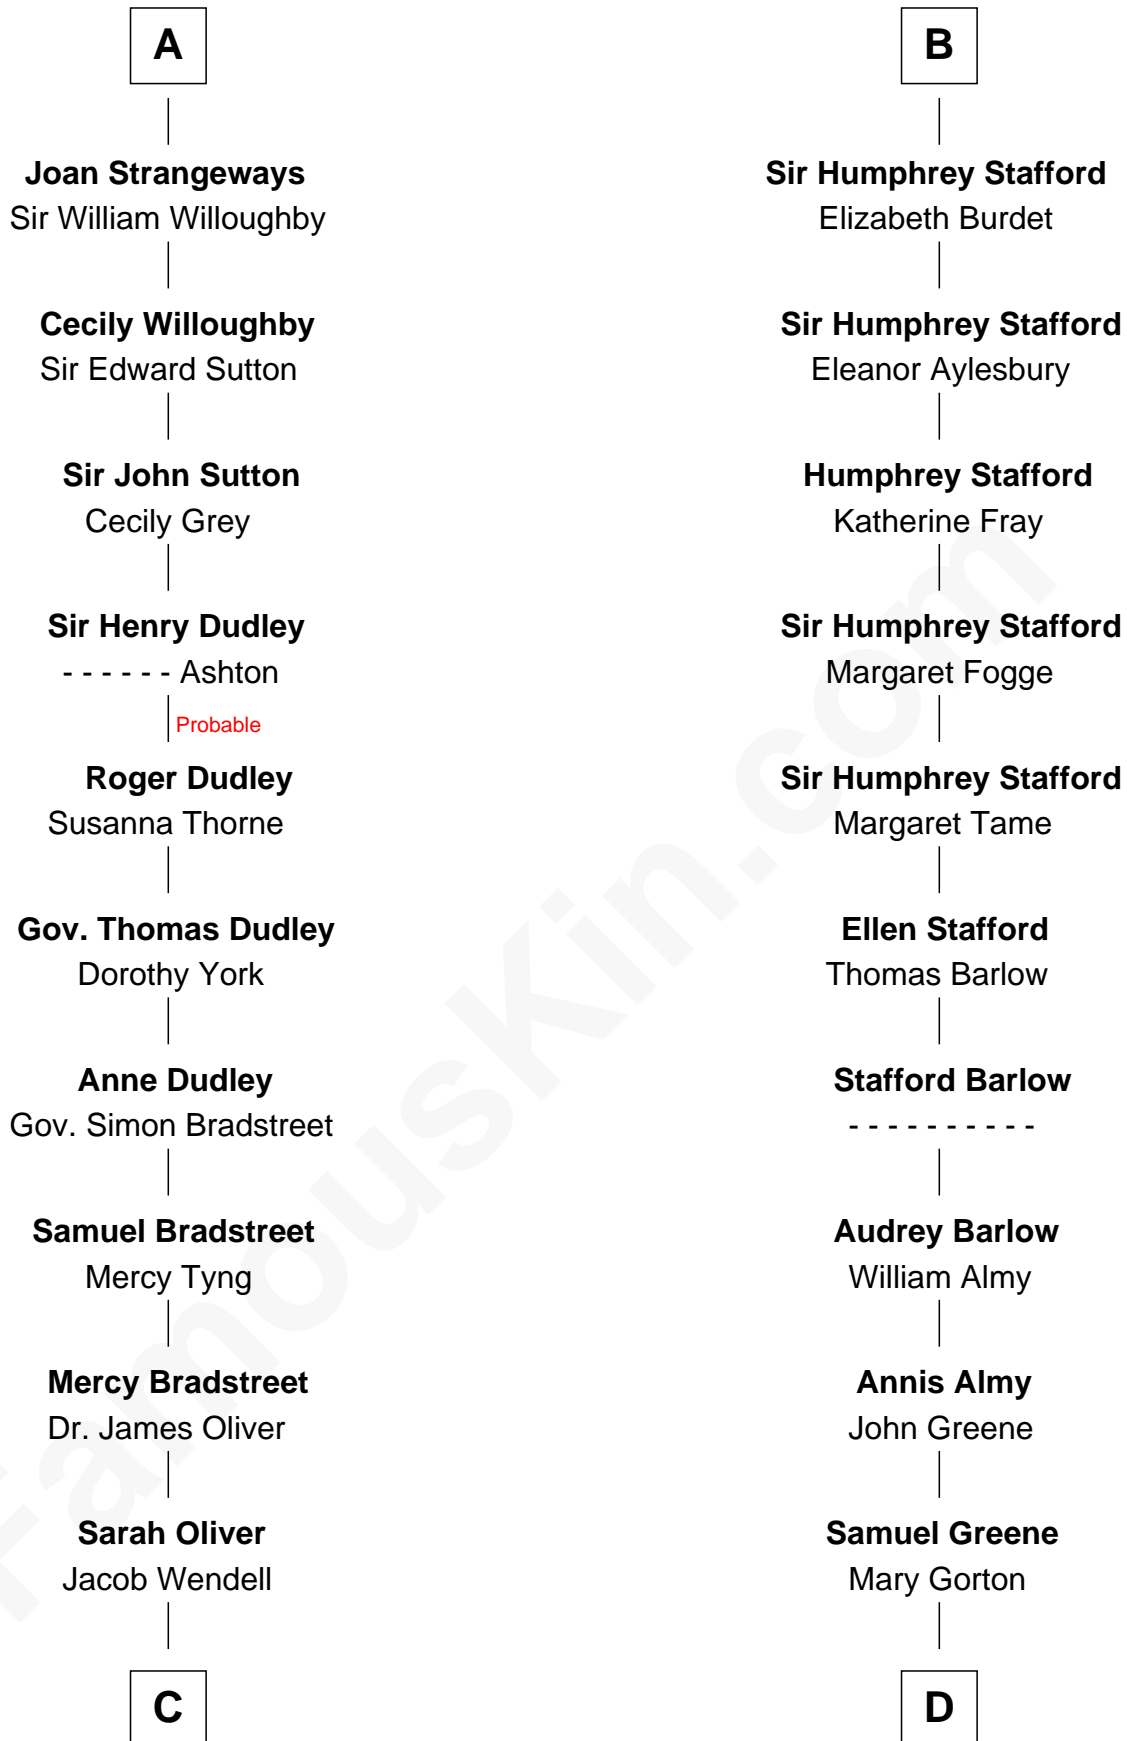 A
Joan Strangeways
Sir William Willoughby
Cecily Willoughby
Sir Edward Sutton
Sir John Sutton
Cecily Grey
Sir Henry Dudley
- - - - - - Ashton
Probable
Roger Dudley
Susanna Thorne
Gov. Thomas Dudley
Dorothy York
Anne Dudley
Gov. Simon Bradstreet
Samuel Bradstreet
Mercy Tyng
Mercy Bradstreet
Dr. James Oliver
Sarah Oliver
Jacob Wendell
C
B
Sir Humphrey Stafford
Elizabeth Burdet
Sir Humphrey Stafford
Eleanor Aylesbury
Humphrey Stafford
Katherine Fray
Sir Humphrey Stafford
Margaret Fogge
Sir Humphrey Stafford
Margaret Tame
Ellen Stafford
Thomas Barlow
Stafford Barlow
- - - - - - - - - -
Audrey Barlow
William Almy
Annis Almy
John Greene
Samuel Greene
Mary Gorton
D
FamousKin.com